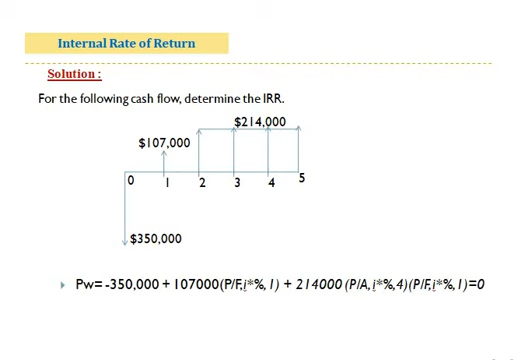 Internal Rate of Return
Solution :
For the following cash flow, determine the IRR.
$214,000
$107,000
0 1 2 3 4 5
$350,000
Pw= -350,000 + 107000(P/F,i*%,1) + 214000 (P/A, i*%,4)(P/F,i*%,1)=0